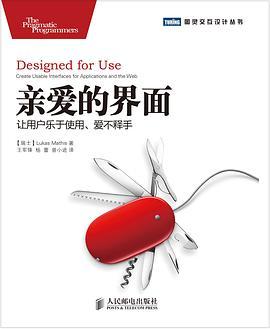 The
Pragmatic
Programmers
TURING 图灵交互设计丛书
Designed for Use
Create Usable Interfaces for Applications and the Web
亲爱的界面
让用户乐于使用、爱不释手
【瑞士】Lukas Mathis 著
王军锋 杨蕾 曾小进 译
人民邮电出版社
POSTS & TELECOM PRESS